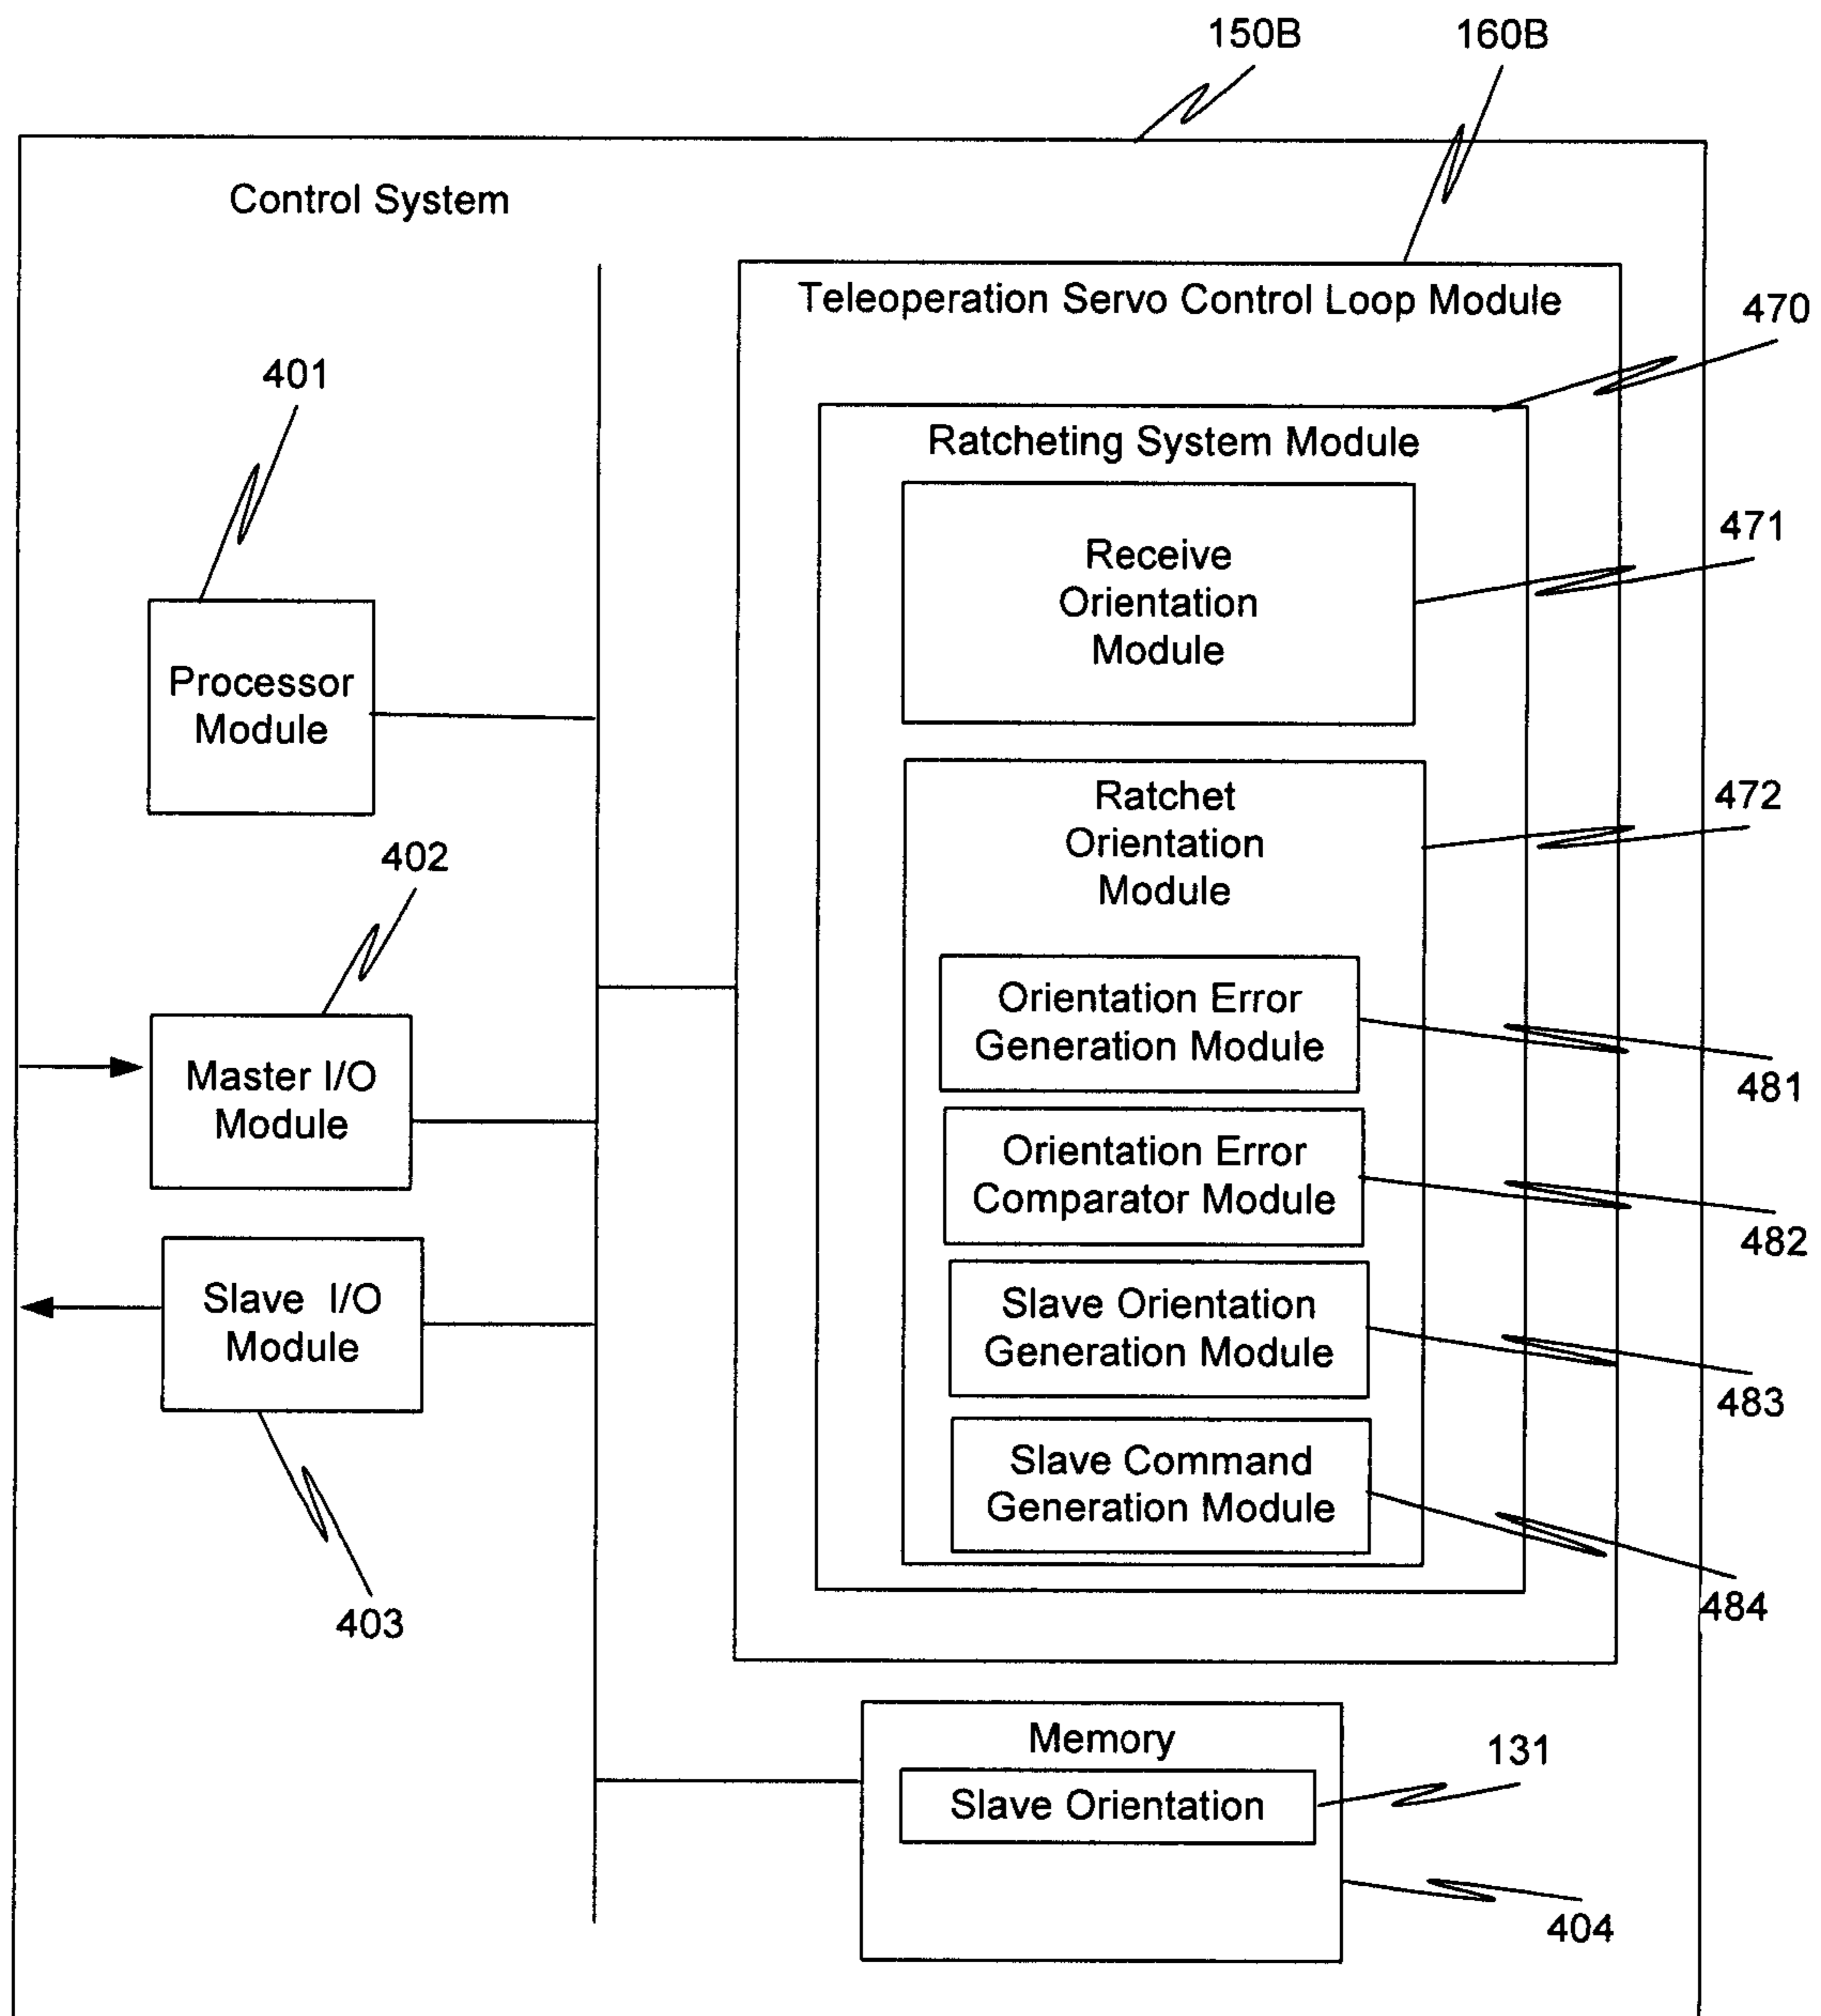 150B
160B
Control System
Teleoperation Servo Control Loop Module
470
401
Ratcheting System Module
471
Receive
Orientation
Module
Processor
Module
472
Ratchet
Orientation
Module
402
Orientation Error
Generation Module
481
Master I/O
Module
Orientation Error
Comparator Module
482
Slave I/O
Module
Slave Orientation
Generation Module
483
Slave Command
Generation Module
484
403
Memory
131
Slave Orientation
404